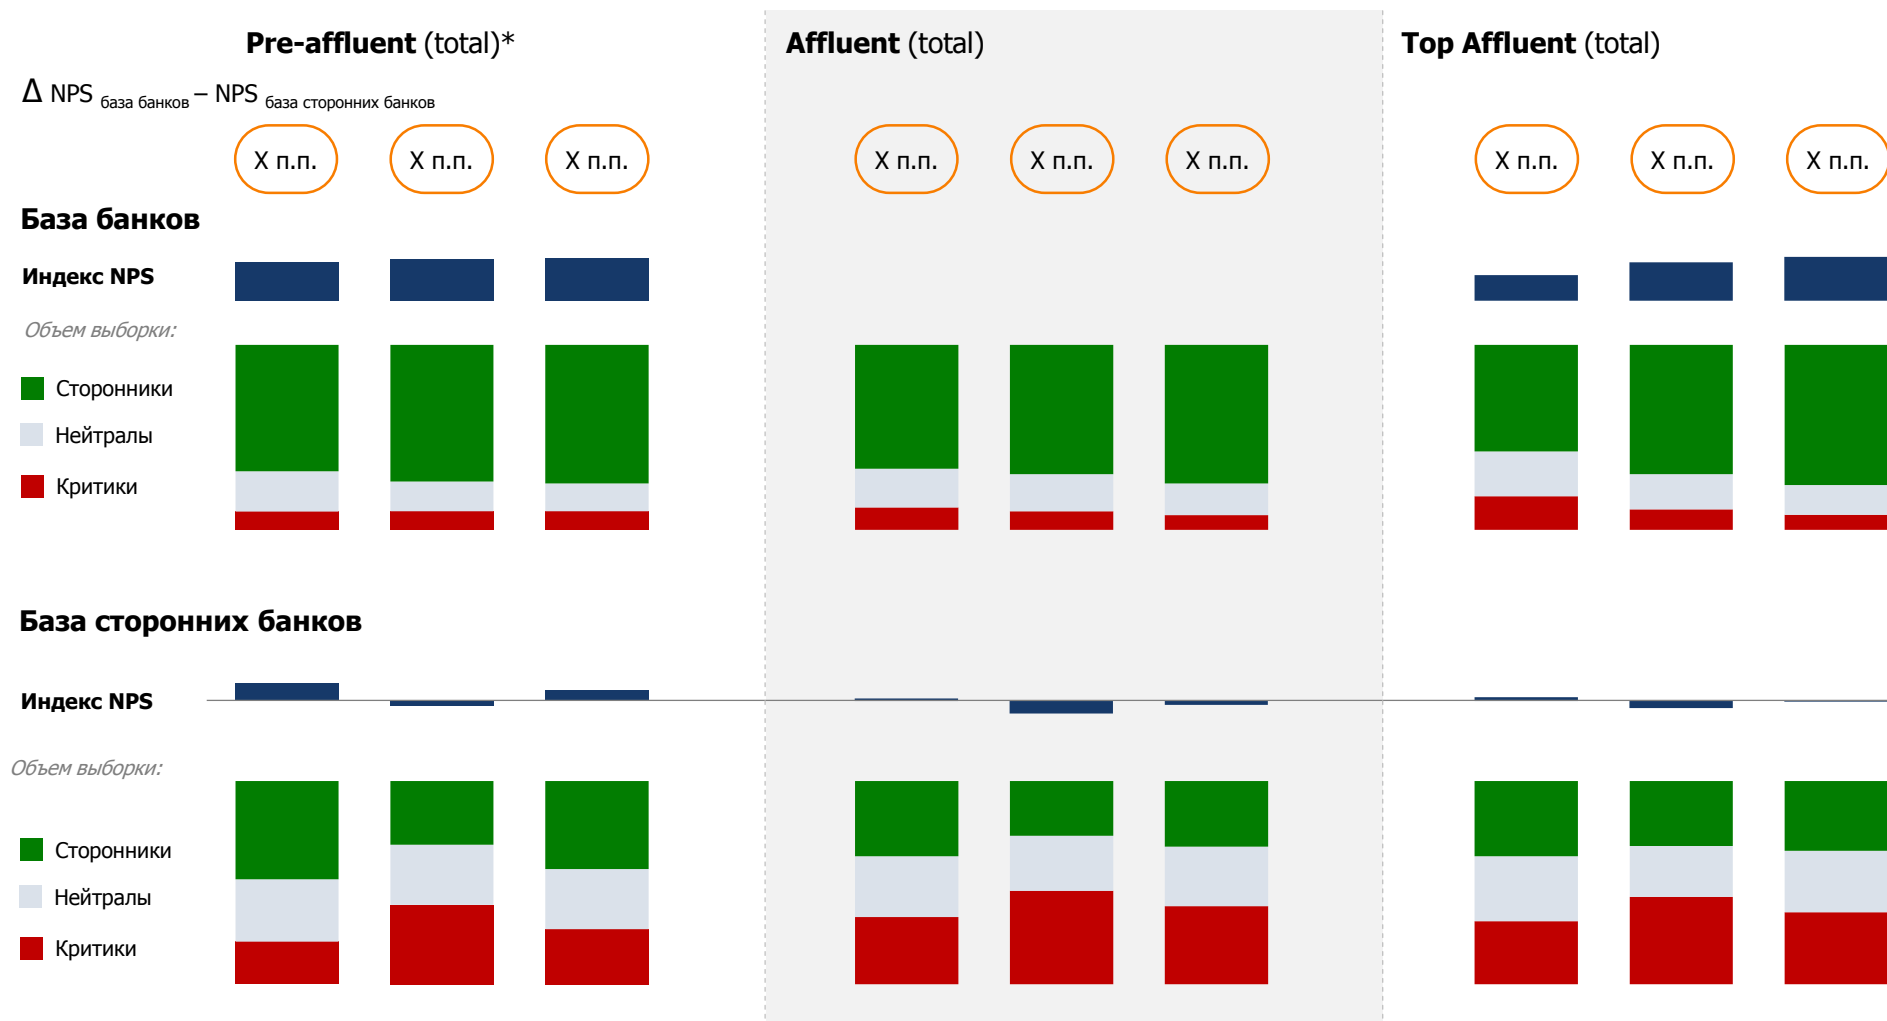 Pre-affluent (total)*
Affluent (total)
Top Affluent (total)
Δ NPS база банков – NPS база сторонних банков
X п.п. X п.п. X п.п. X п.п. X п.п. X п.п. X п.п. X п.п. X п.п.
База банков
Индекс NPS
Объем выборки:
Сторонники
Нейтралы
Критики
База сторонних банков
Индекс NPS
Объем выборки:
Сторонники
Нейтралы
Критики